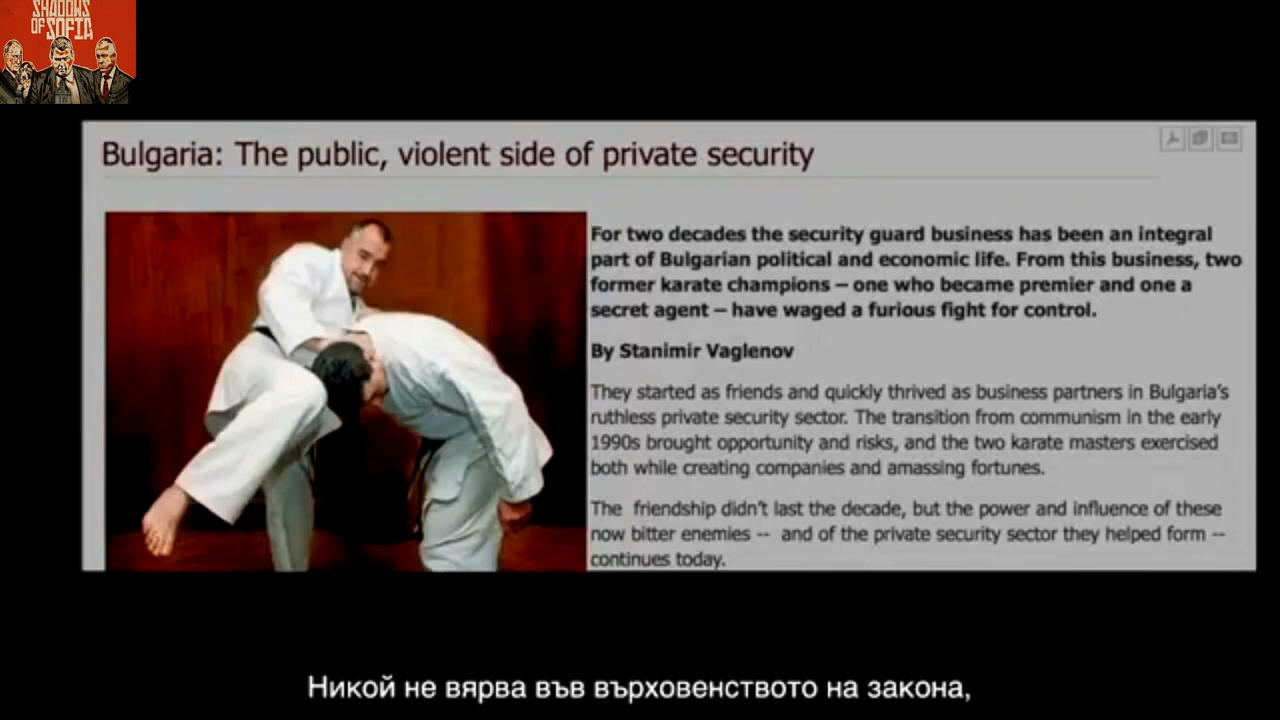 SHADOWS
OF SOFIA
Bulgaria: The public, violent side of private security
For two decades the security guard business has been an integral
part of Bulgarian political and economic life. From this business, two
former karate champions – one who became premier and one a
secret agent – have waged a furious fight for control.
By Stanimir Vaglenov
They started as friends and quickly thrived as business partners in Bulgaria's
ruthless private security sector. The transition from communism in the early
1990s brought opportunity and risks, and the two karate masters exercised
both while creating companies and amassing fortunes.
The friendship didn't last the decade, but the power and influence of these
now bitter enemies -- and of the private security sector they helped form --
continues today.
Никой не вярва във върховенството на закона,